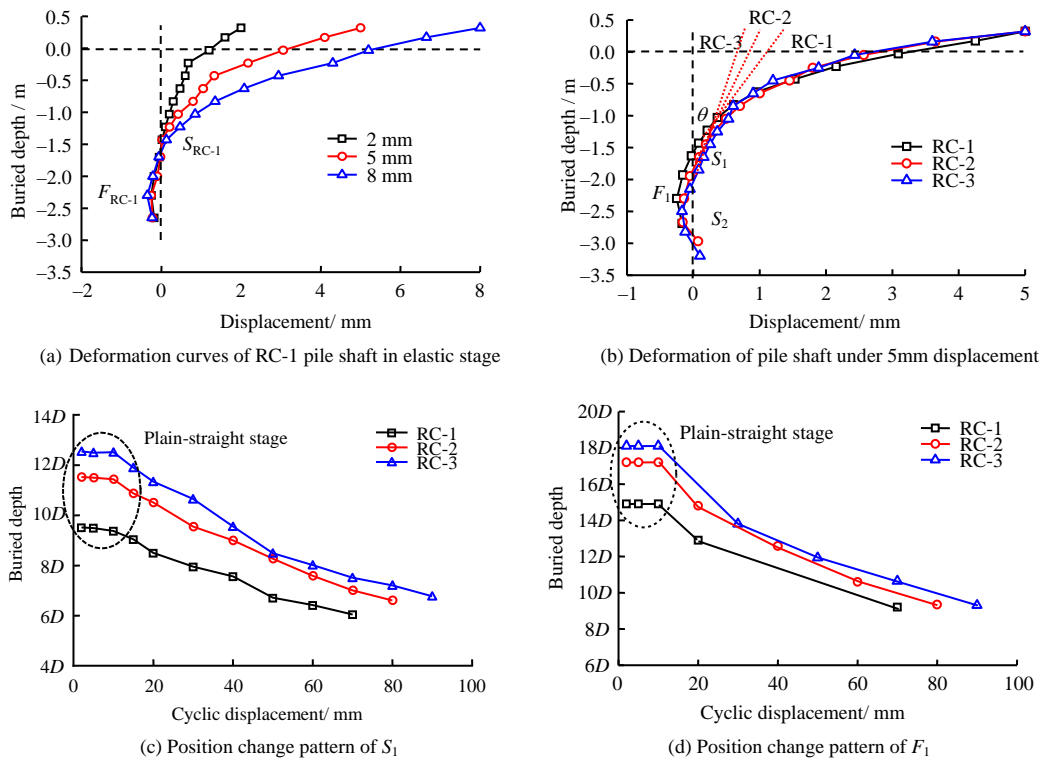 0.5
0.0
−0.5
−1.0
−1.5
−2.0
−2.5
−3.0
−3.5
Buried depth / m
S_RC-1
F_RC-1
2 mm
5 mm
8 mm
−2 0 2 4 6 8
Displacement/ mm
(a) Deformation curves of RC-1 pile shaft in elastic stage
0.5
0.0
−0.5
−1.0
−1.5
−2.0
−2.5
−3.0
−3.5
Buried depth / m
RC-2
RC-3
RC-1
θ
S1
F1
S2
RC-1
RC-2
RC-3
−1 0 1 2 3 4 5
Displacement/ mm
(b) Deformation of pile shaft under 5mm displacement
14D
12D
10D
8D
6D
4D
Buried depth
Plain-straight stage
RC-1
RC-2
RC-3
0 20 40 60 80 100
Cyclic displacement/ mm
(c) Position change pattern of S1
20D
18D
16D
14D
12D
10D
8D
6D
Buried depth
Plain-straight stage
RC-1
RC-2
RC-3
0 20 40 60 80 100
Cyclic displacement/ mm
(d) Position change pattern of F1